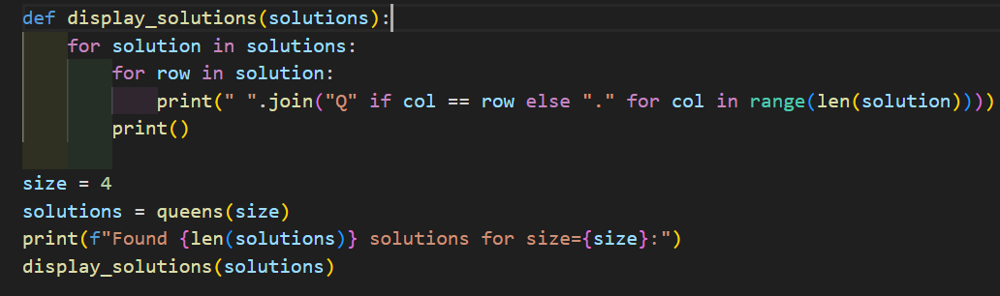 def display_solutions(solutions):
    for solution in solutions:
        for row in solution:
            print(" ".join("Q" if col == row else "." for col in range(len(solution))))
        print()

size = 4
solutions = queens(size)
print(f"Found {len(solutions)} solutions for size={size}:")
display_solutions(solutions)